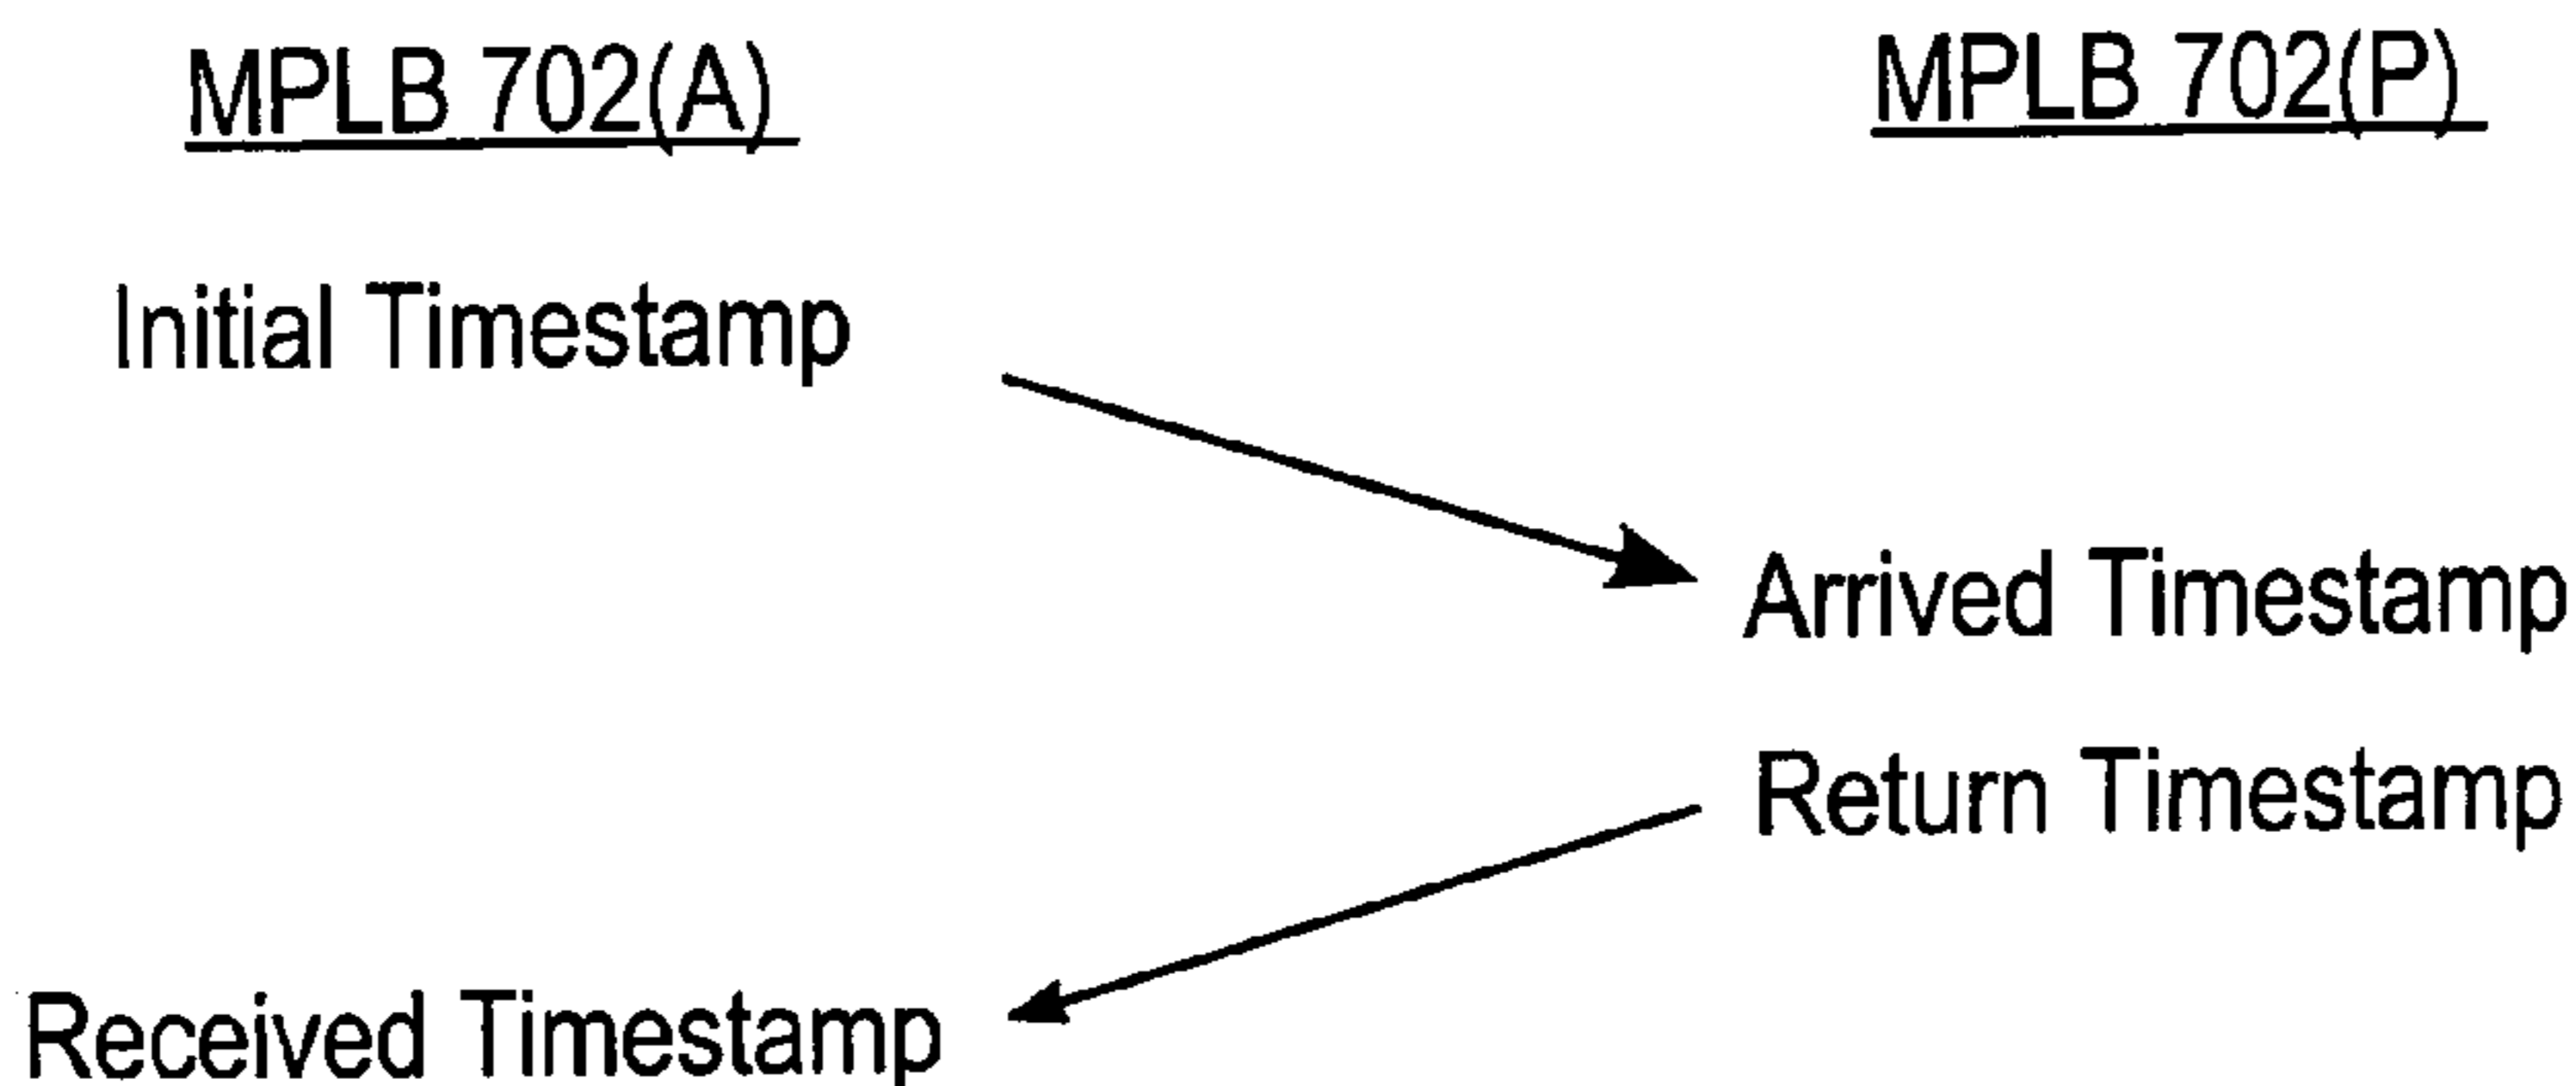 MPLB 702(A)
MPLB 702(P)
Initial Timestamp
Arrived Timestamp
Return Timestamp
Received Timestamp